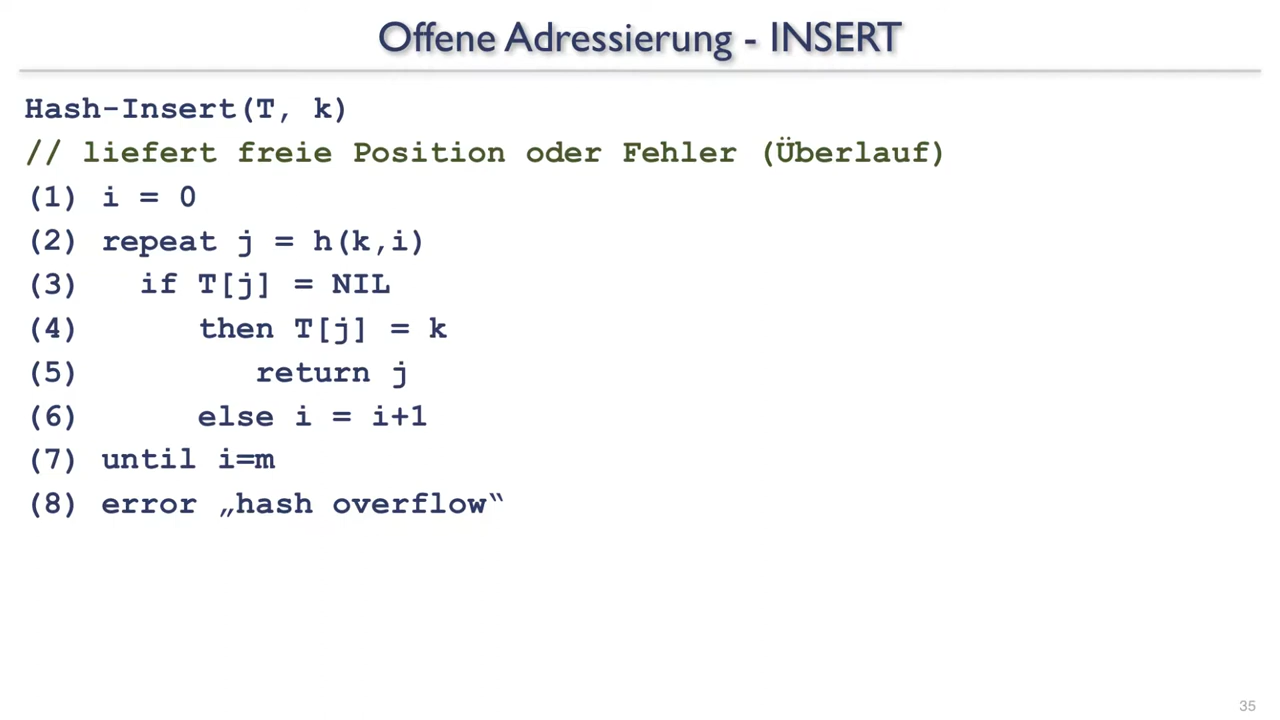 Offene Adressierung - INSERT
Hash-Insert(T, k)
// liefert freie Position oder Fehler (Überlauf)
(1) i = 0
(2) repeat j = h(k,i)
(3) if T[j] = NIL
(4) then T[j] = k
(5) return j
(6) else i = i+1
(7) until i=m
(8) error „hash overflow“
35